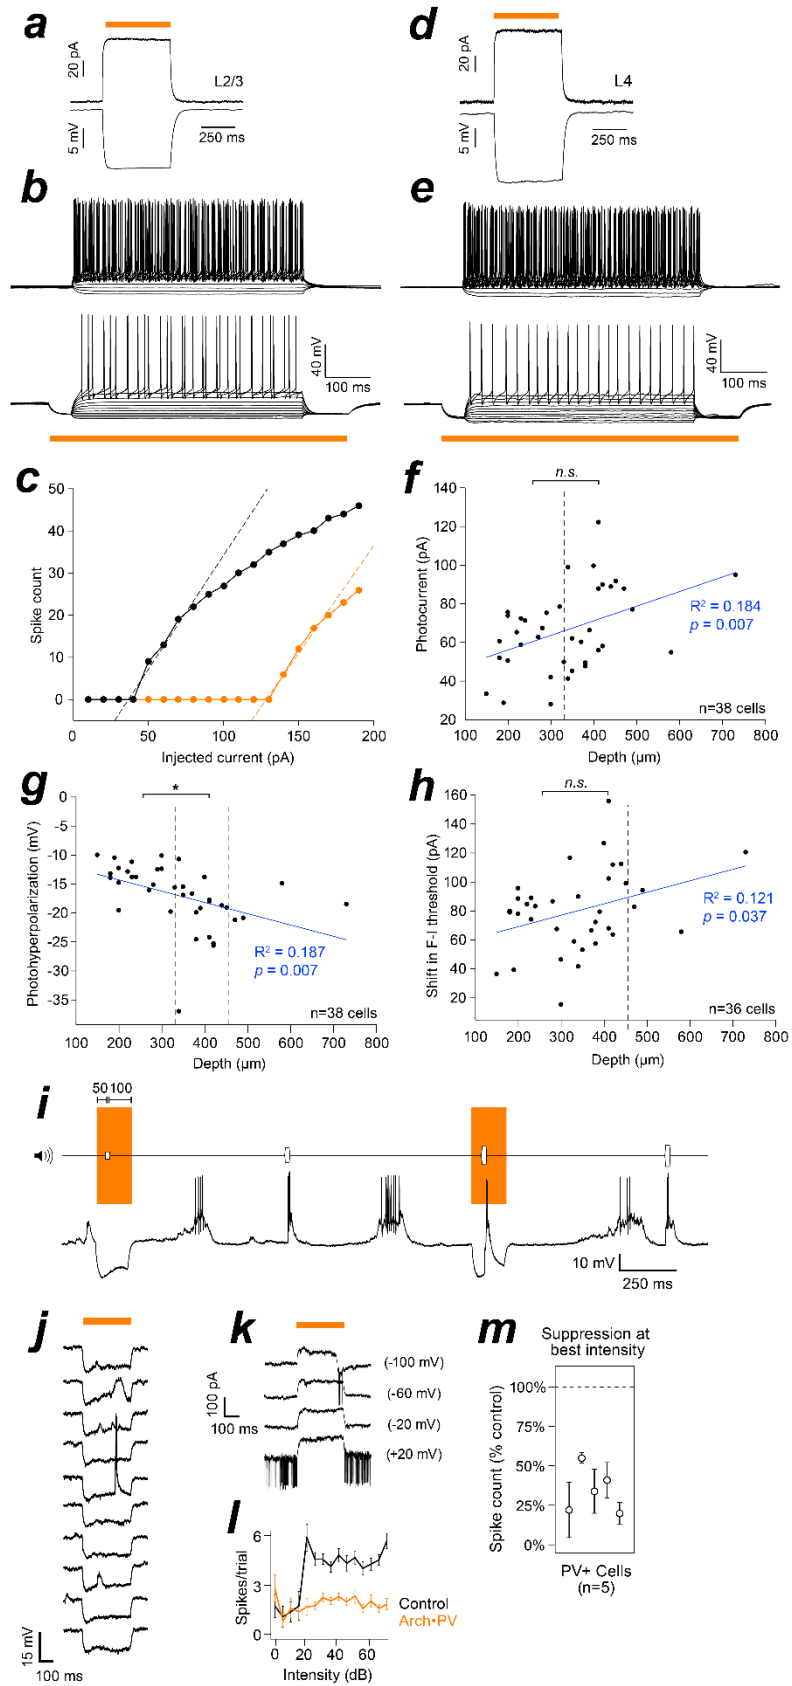 a
20 pA
L2/3
5 mV
250 ms
d
20 pA
L4
5 mV
250 ms
b
40 mV
100 ms
e
40 mV
100 ms
c
50
40
30
20
10
0
Spike count
0
50
100
150
200
Injected current (pA)
f
n.s.
140
120
100
80
60
40
20
Photocurrent (pA)
R² = 0.184
p = 0.007
n=38 cells
100 200 300 400 500 600 700 800
Depth (µm)
g
*
0
-5
-10
-15
-20
-25
-30
-35
Photohyperpolarization (mV)
R² = 0.187
p = 0.007
n=38 cells
100 200 300 400 500 600 700 800
Depth (µm)
h
n.s.
160
140
120
100
80
60
40
20
Shift in F-I threshold (pA)
R² = 0.121
p = 0.037
n=36 cells
100 200 300 400 500 600 700 800
Depth (µm)
i
50 100
10 mV
250 ms
j
15 mV
100 ms
k
(-100 mV)
(-60 mV)
(-20 mV)
(+20 mV)
100 pA
100 ms
l
6
3
0
Spikes/trial
Control
Arch•PV
0 20 40 60
Intensity (dB)
m
Suppression at
best intensity
100%
50%
25%
0%
Spike count (% control)
PV+ Cells
(n=5)